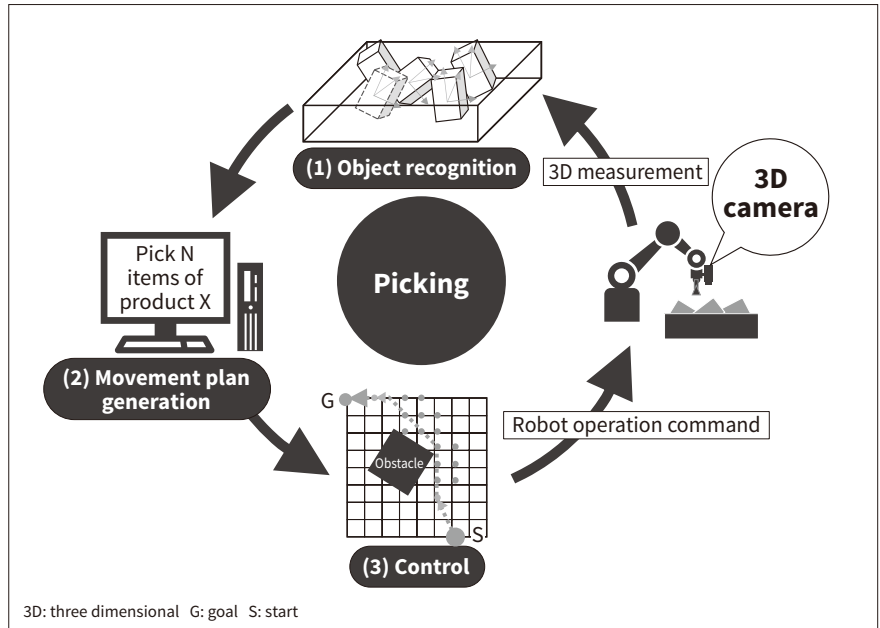 (1) Object recognition
3D measurement
3D
camera
Pick N
items of
product X
Picking
(2) Movement plan
generation
G
Obstacle
S
Robot operation command
(3) Control
3D: three dimensional G: goal S: start